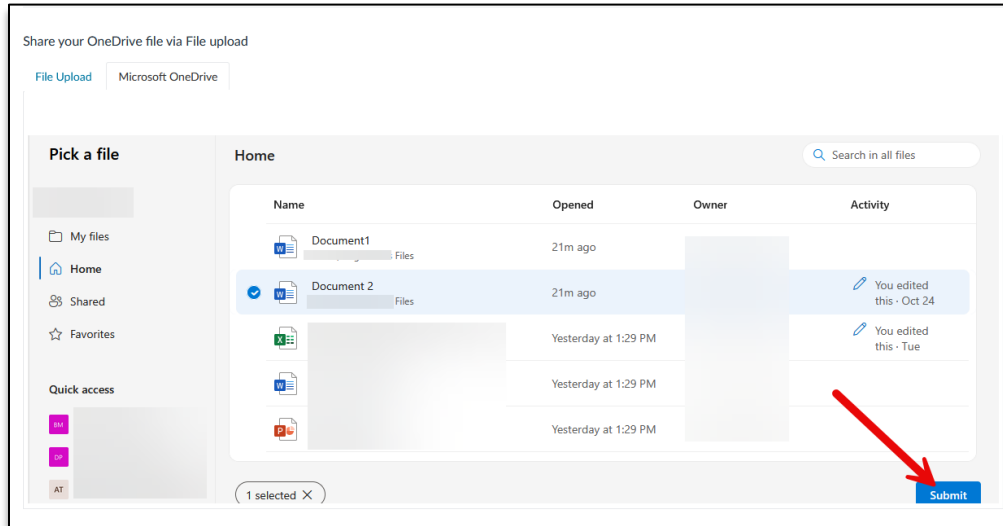 Share your OneDrive file via File upload
File Upload
Microsoft OneDrive
Pick a file
Home
Search in all files
My files
Home
Shared
Favorites
Quick access
BM
DP
AT
Name
Opened
Owner
Activity
Document1
Files
21m ago
Document 2
Files
21m ago
You edited
this · Oct 24
Yesterday at 1:29 PM
You edited
this · Tue
Yesterday at 1:29 PM
Yesterday at 1:29 PM
1 selected
Submit